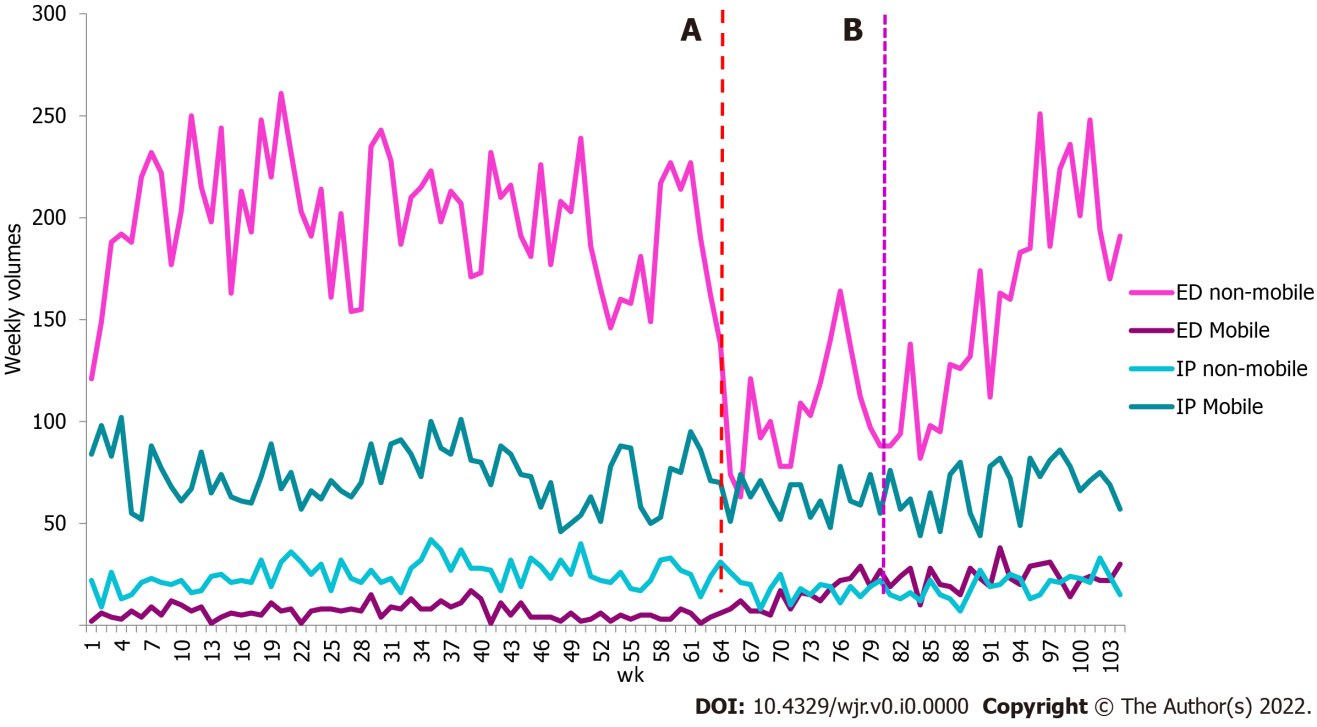 300
250
200
150
100
50
Weekly volumes
A
B
ED non-mobile
ED Mobile
IP non-mobile
IP Mobile
1 4 7 10 13 16 19 22 25 28 31 34 37 40 43 46 49 52 55 58 61 64 67 70 73 76 79 82 85 88 91 94 97 100 103
wk
DOI: 10.4329/wjr.v0.i0.0000 Copyright © The Author(s) 2022.